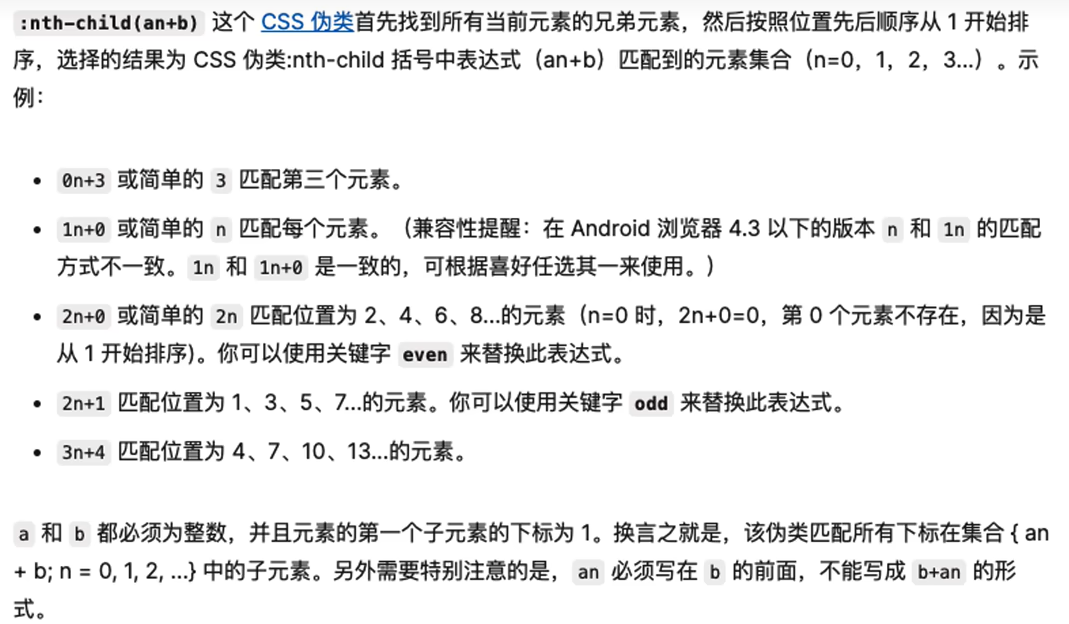 :nth-child(an+b) 这个 CSS 伪类首先找到所有当前元素的兄弟元素，然后按照位置先后顺序从 1 开始排
序，选择的结果为 CSS 伪类:nth-child 括号中表达式（an+b）匹配到的元素集合（n=0，1，2，3...）。示
例：
• 0n+3 或简单的 3 匹配第三个元素。
• 1n+0 或简单的 n 匹配每个元素。（兼容性提醒：在 Android 浏览器 4.3 以下的版本 n 和 1n 的匹配
方式不一致。1n 和 1n+0 是一致的，可根据喜好任选其一来使用。）
• 2n+0 或简单的 2n 匹配位置为 2、4、6、8...的元素（n=0 时，2n+0=0，第 0 个元素不存在，因为是
从 1 开始排序)。你可以使用关键字 even 来替换此表达式。
• 2n+1 匹配位置为 1、3、5、7...的元素。你可以使用关键字 odd 来替换此表达式。
• 3n+4 匹配位置为 4、7、10、13...的元素。
a 和 b 都必须为整数，并且元素的第一个子元素的下标为 1。换言之就是，该伪类匹配所有下标在集合 { an
+ b; n = 0, 1, 2, ...} 中的子元素。另外需要特别注意的是，an 必须写在 b 的前面，不能写成 b+an 的形
式。